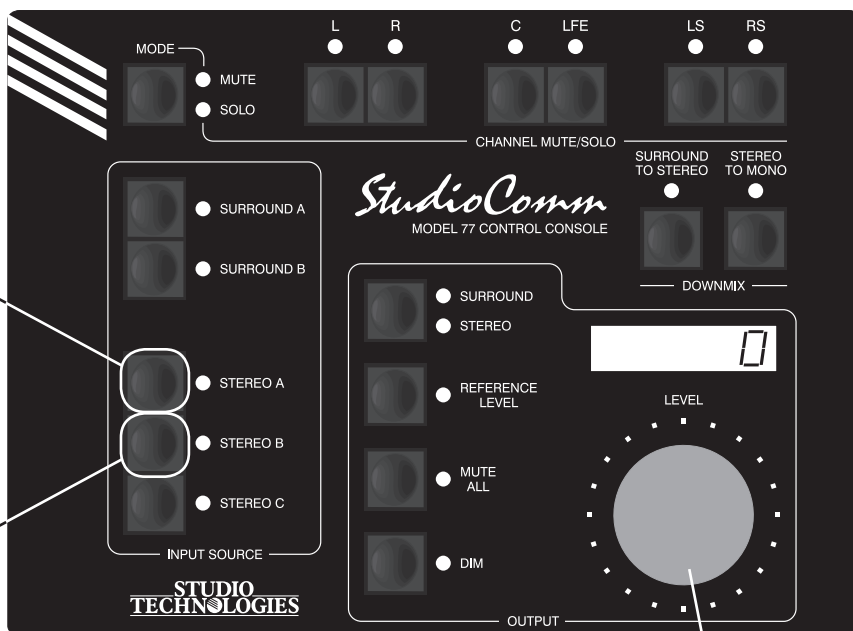 L R C LFE LS RS
MODE
MUTE
SOLO
CHANNEL MUTE/SOLO
SURROUND
TO STEREO
STEREO
TO MONO
DOWNMIX
StudioComm
MODEL 77 CONTROL CONSOLE
SURROUND A
SURROUND B
STEREO A
STEREO B
STEREO C
INPUT SOURCE
STUDIO
TECHNOLOGIES
SURROUND
STEREO
REFERENCE
LEVEL
MUTE
ALL
DIM
0
LEVEL
OUTPUT